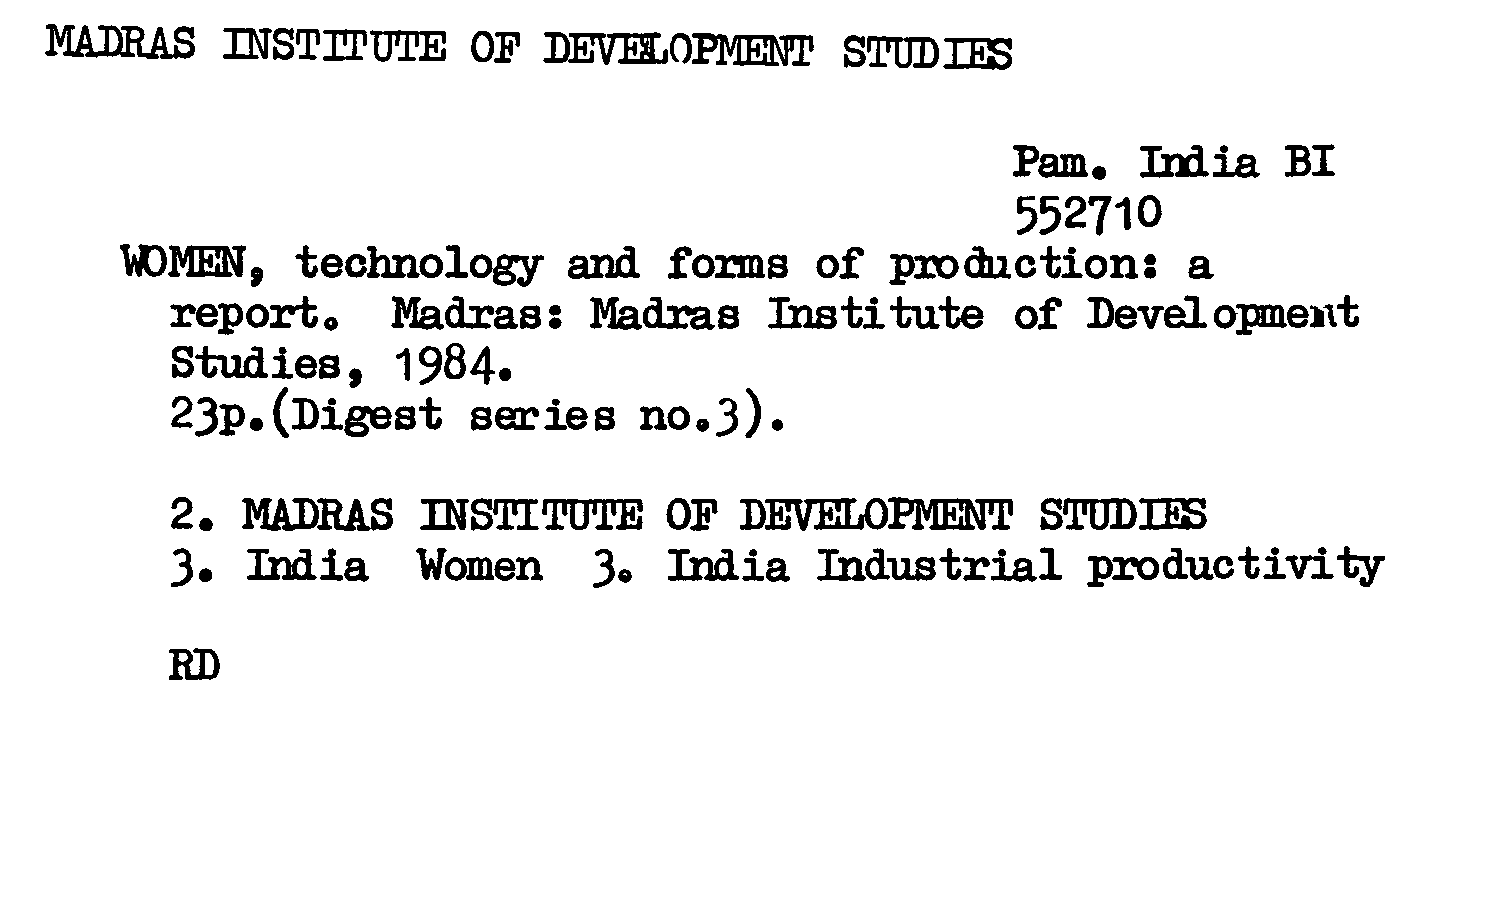 MADRAS INSTITUTE OF DEVELOPMENT STUDIES
Pam. India BI
552710
WOMEN, technology and forms of production: a
report. Madras: Madras Institute of Development
Studies, 1984.
23p.(Digest series no.3).
2. MADRAS INSTITUTE OF DEVELOPMENT STUDIES
3. India Women 3. India Industrial productivity
RD